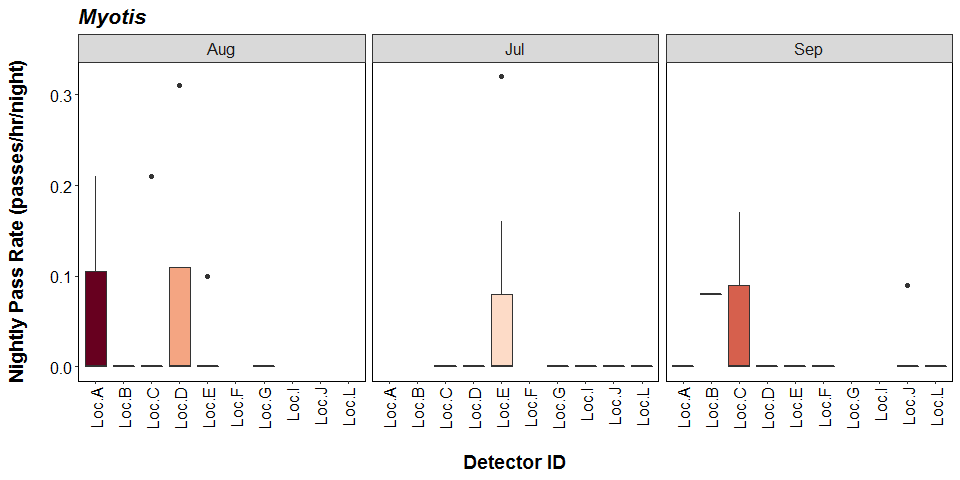 Myotis
Aug Jul Sep
Nightly Pass Rate (passes/hr/night)
0.3
0.2
0.1
0.0
Loc.A Loc.B Loc.C Loc.D Loc.E Loc.F Loc.G Loc.I Loc.J Loc.L Loc.A Loc.B Loc.C Loc.D Loc.E Loc.F Loc.G Loc.I Loc.J Loc.L Loc.A Loc.B Loc.C Loc.D Loc.E Loc.F Loc.G Loc.I Loc.J Loc.L
Detector ID